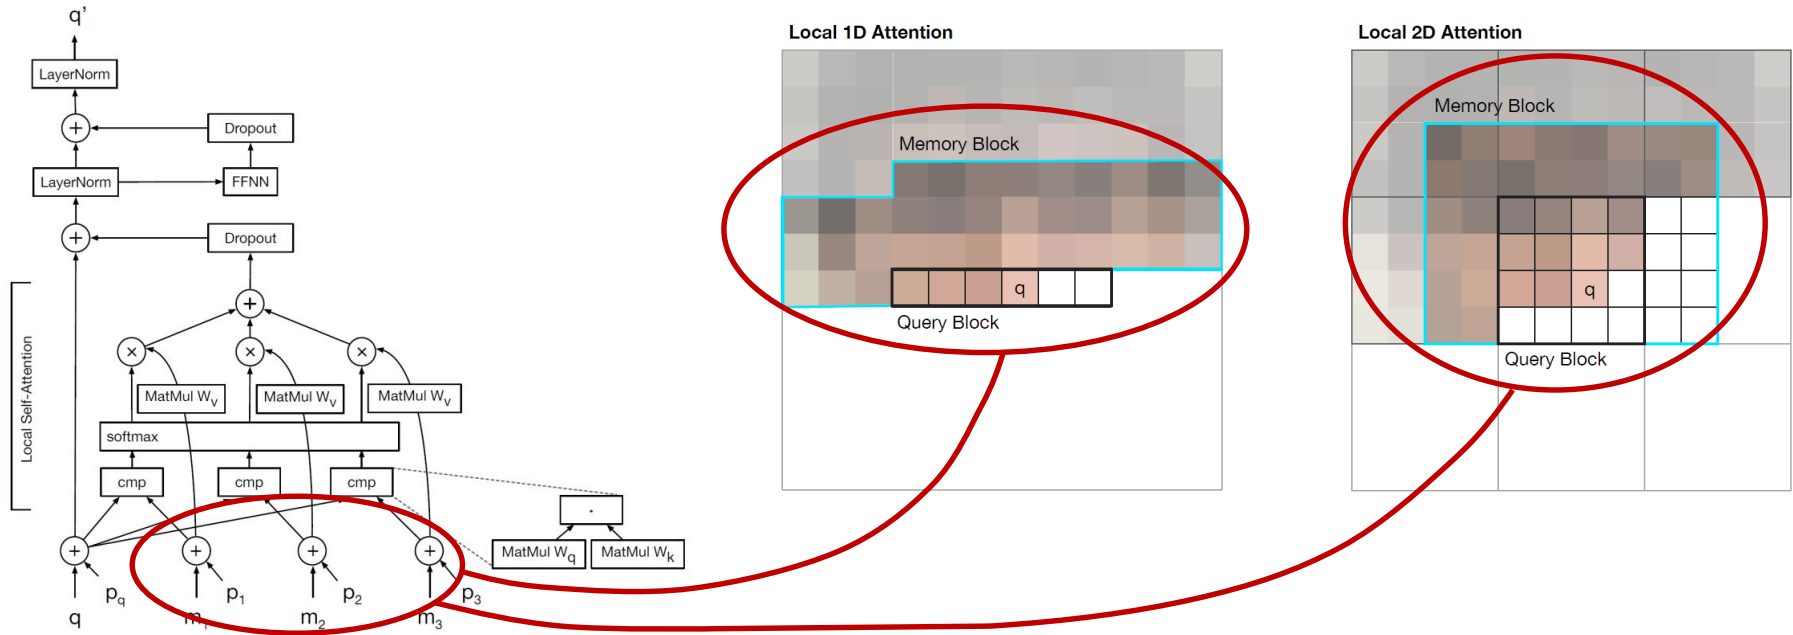 q'
LayerNorm
+
Dropout
LayerNorm
FFNN
+
Dropout
Local Self-Attention
+
×
×
×
MatMul Wv
MatMul Wv
MatMul Wv
softmax
cmp
cmp
cmp
.
MatMul Wq
MatMul Wk
+
+
+
+
pq
p1
p2
p3
q
m1
m2
m3
Local 1D Attention
Memory Block
q
Query Block
Local 2D Attention
Memory Block
q
Query Block